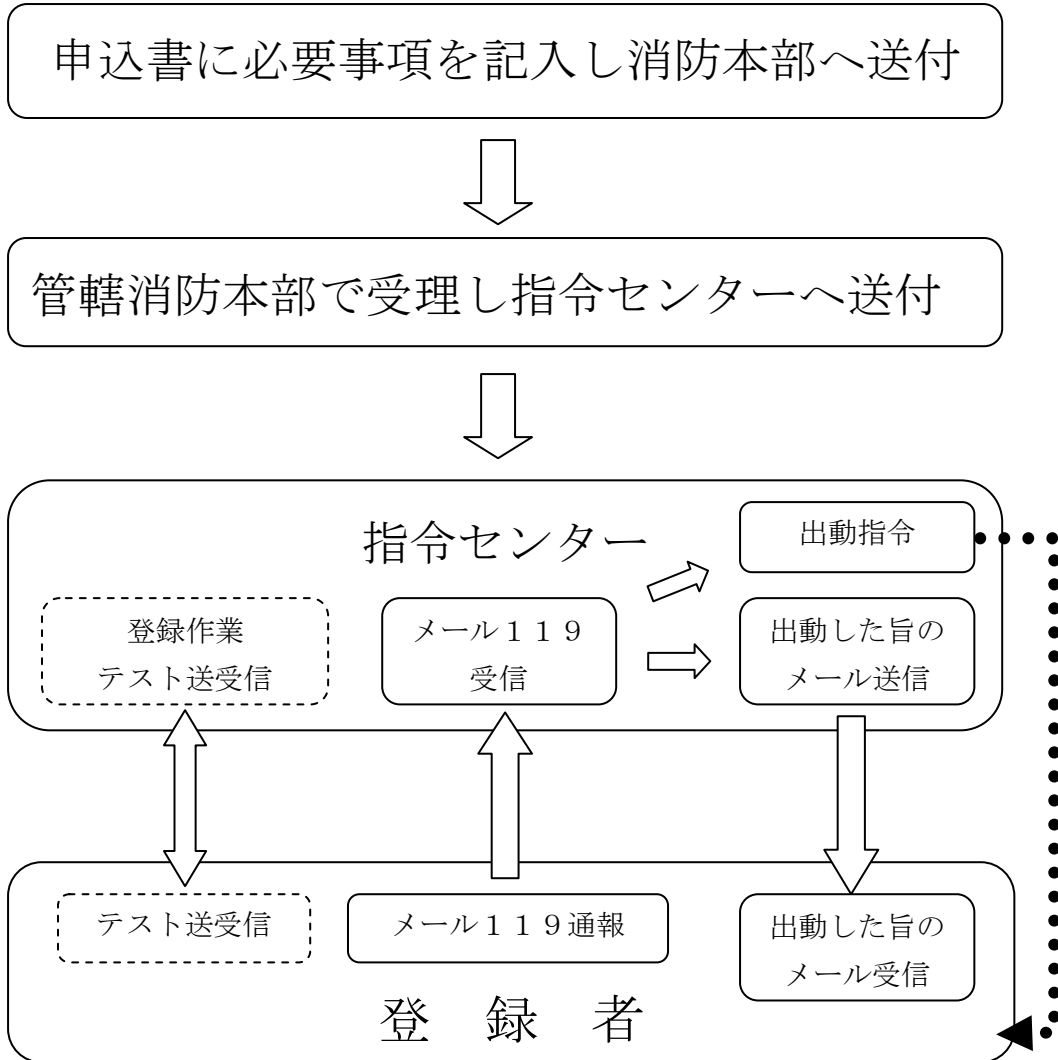 申込書に必要事項を記入し消防本部へ送付
管轄消防本部で受理し指令センターへ送付
指令センター
出動指令
登録作業
テスト送受信
メール１１９
受信
出動した旨の
メール送信
テスト送受信
メール１１９通報
出動した旨の
メール受信
登　録　者